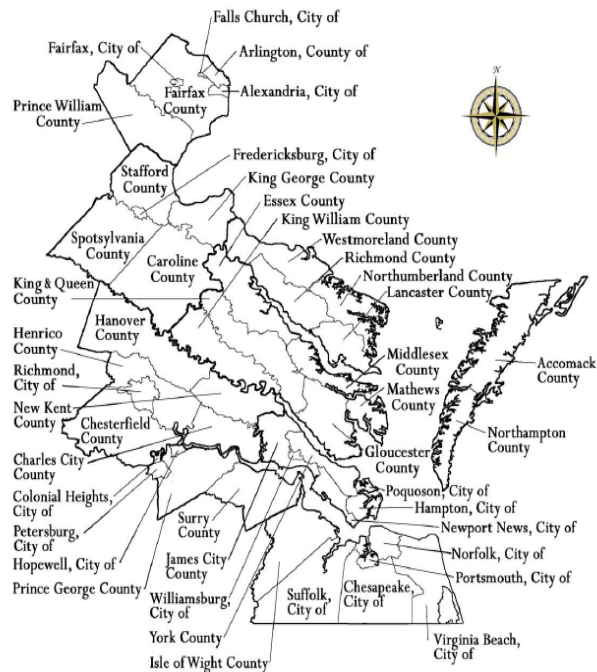 Falls Church, City of
Fairfax, City of
Arlington, County of
Fairfax
County
Alexandria, City of
Prince William
County
N
Stafford
County
Fredericksburg, City of
King George County
Essex County
King William County
Spotsylvania
County
Westmoreland County
Caroline
County
Richmond County
Northumberland County
King & Queen
County
Lancaster County
Hanover
County
Henrico
County
Middlesex
County
Accomack
County
Richmond,
City of
Mathews
County
New Kent
County
Chesterfield
County
Northampton
County
Gloucester
County
Charles City
County
Poquoson, City of
Colonial Heights,
City of
Hampton, City of
Surry
County
Newport News, City of
Petersburg,
City of
Norfolk, City of
Hopewell, City of
James City
County
Portsmouth, City of
Prince George County
Suffolk,
City of
Chesapeake,
City of
Williamsburg,
City of
York County
Virginia Beach,
City of
Isle of Wight County